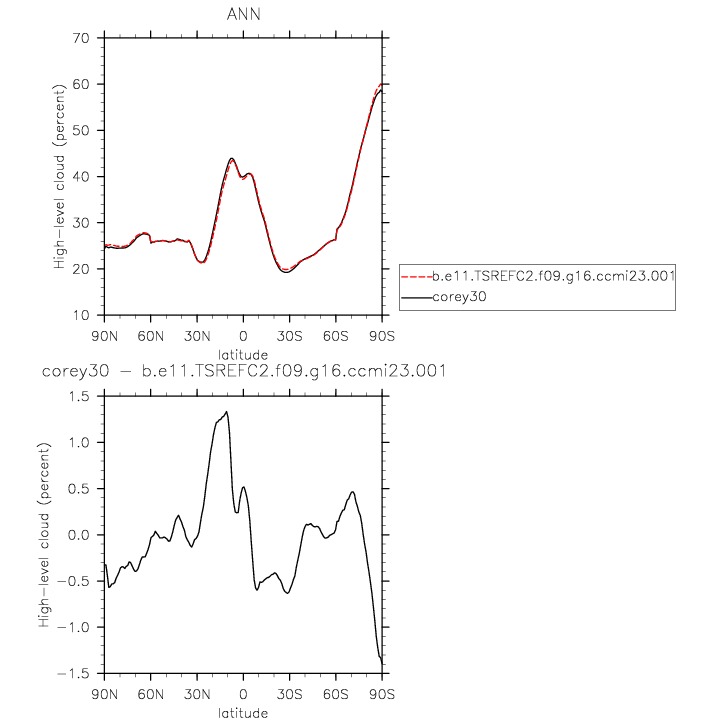 ANN
70
60
50
40
30
20
10
High-level cloud (percent)
90N 60N 30N 0 30S 60S 90S
latitude
b.e11.TSREFC2.f09.g16.ccmi23.001
corey30
corey30 - b.e11.TSREFC2.f09.g16.ccmi23.001
1.5
1.0
0.5
0.0
-0.5
-1.0
-1.5
High-level cloud (percent)
90N 60N 30N 0 30S 60S 90S
latitude